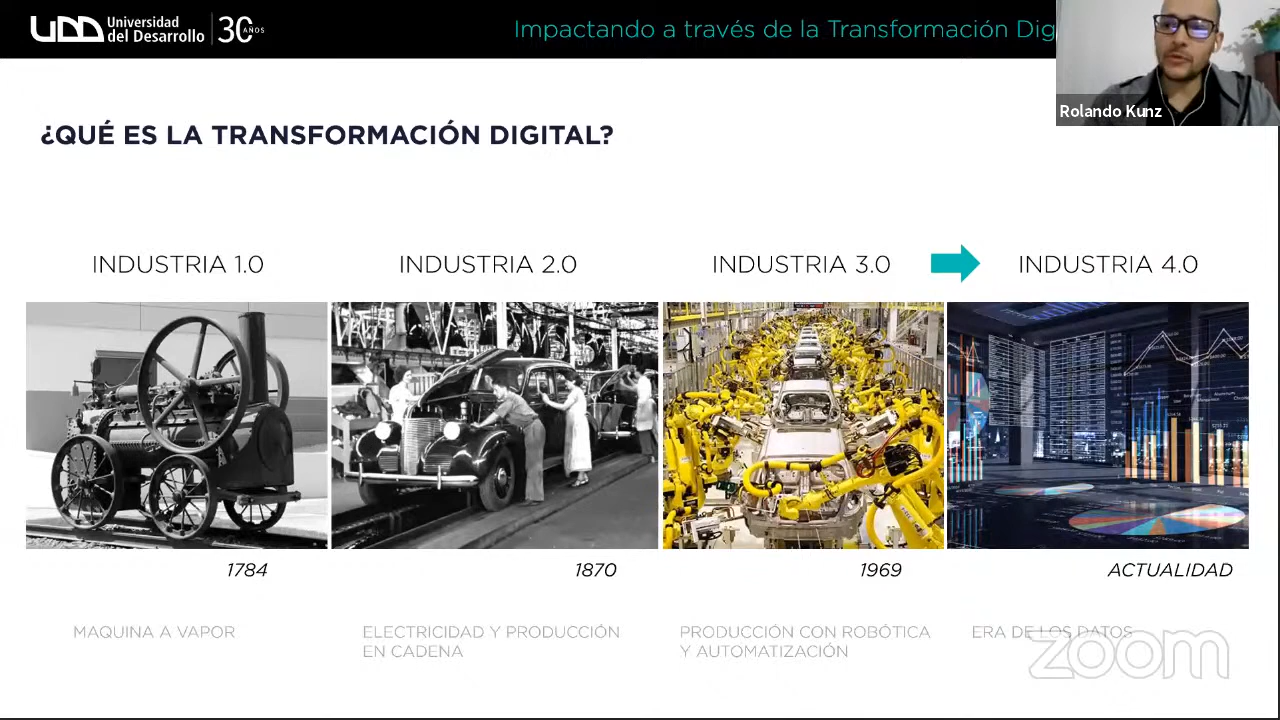 UDD Universidad
del Desarrollo
30 AÑOS
Impactando a través de la Transformación Dig
Rolando Kunz
¿QUÉ ES LA TRANSFORMACIÓN DIGITAL?
INDUSTRIA 1.0
INDUSTRIA 2.0
INDUSTRIA 3.0
INDUSTRIA 4.0
1784
1870
1969
ACTUALIDAD
MAQUINA A VAPOR
ELECTRICIDAD Y PRODUCCIÓN
EN CADENA
PRODUCCIÓN CON ROBÓTICA
Y AUTOMATIZACIÓN
ERA DE LOS DATOS
zoom